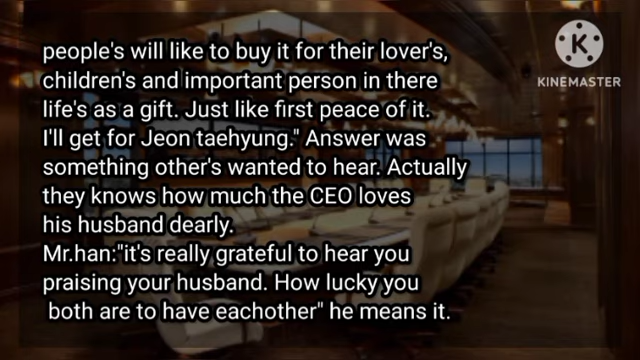 people's will like to buy it for their lover's,
children's and important person in there
life's as a gift. Just like first peace of it.
I'll get for Jeon taehyung." Answer was
something other's wanted to hear. Actually
they knows how much the CEO loves
his husband dearly.
Mr.han:"it's really grateful to hear you
praising your husband. How lucky you
both are to have eachother" he means it.
K
KINEMASTER